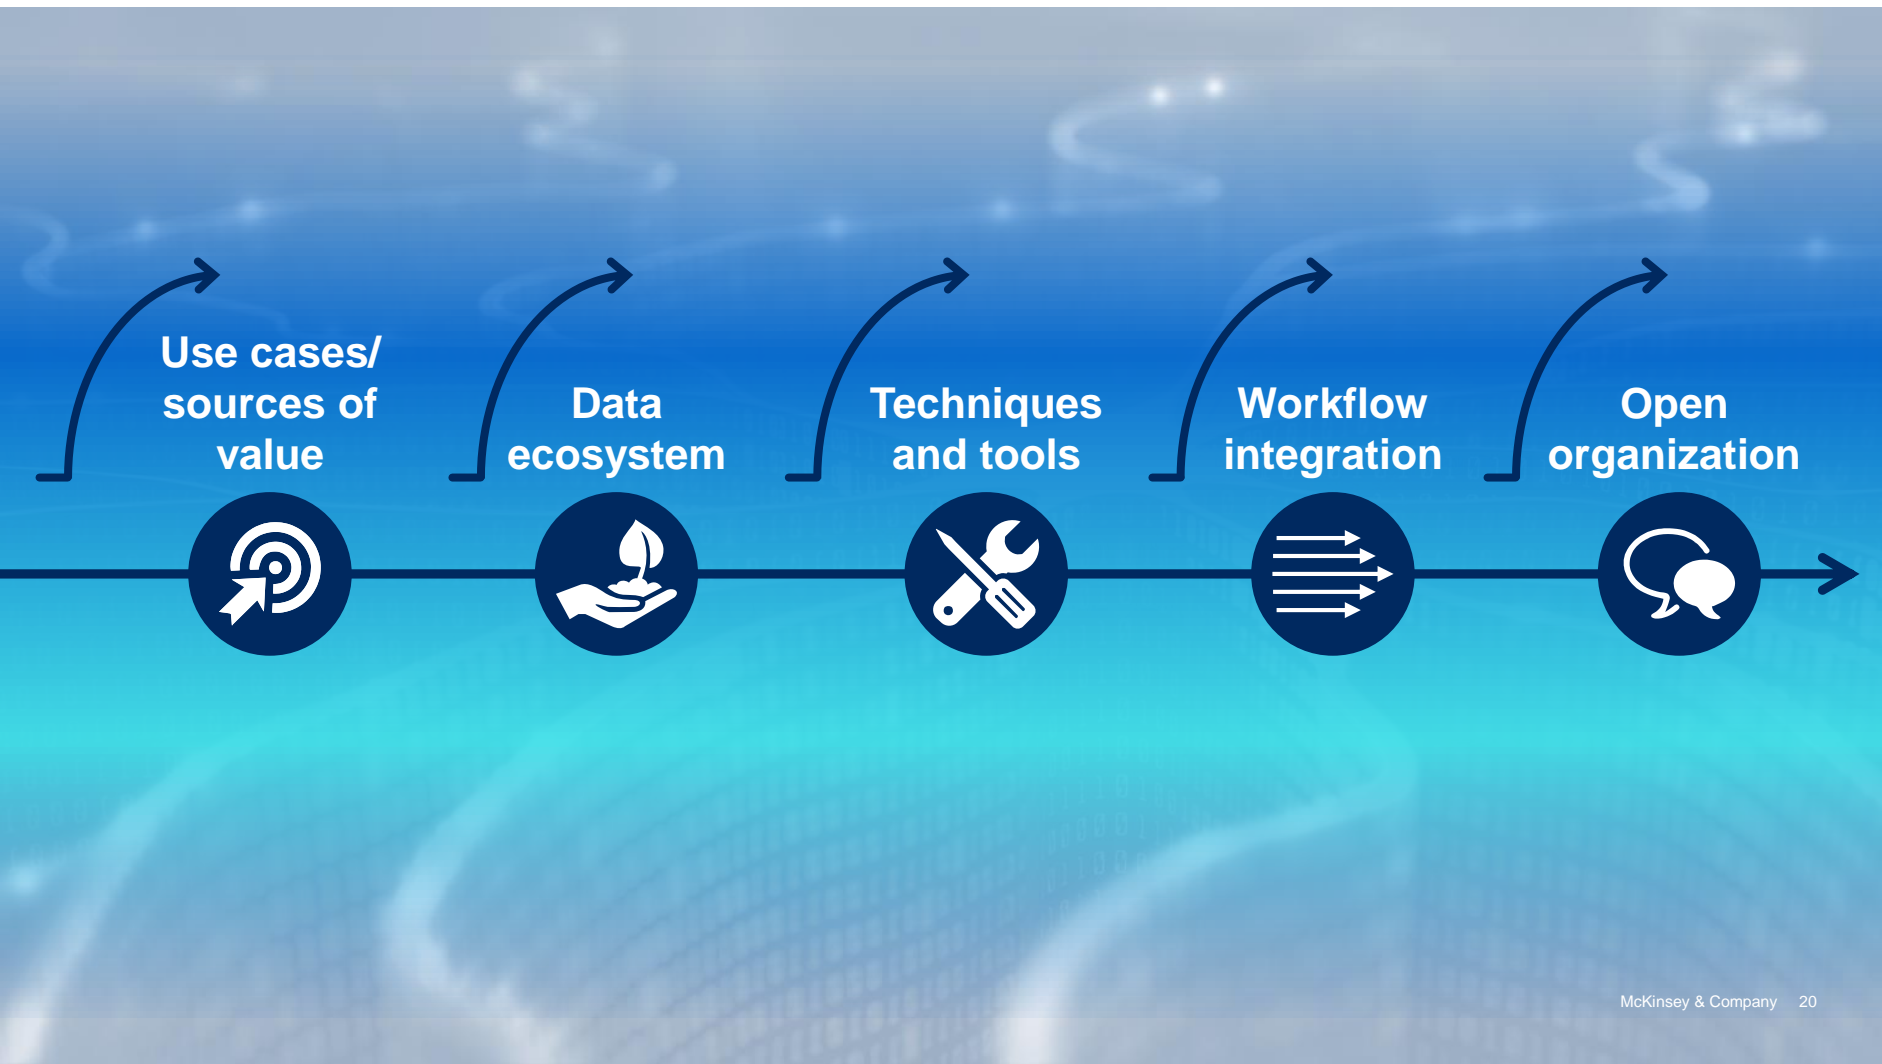 Use cases/
sources of
value
Data
ecosystem
Techniques
and tools
Workflow
integration
Open
organization
McKinsey & Company 20